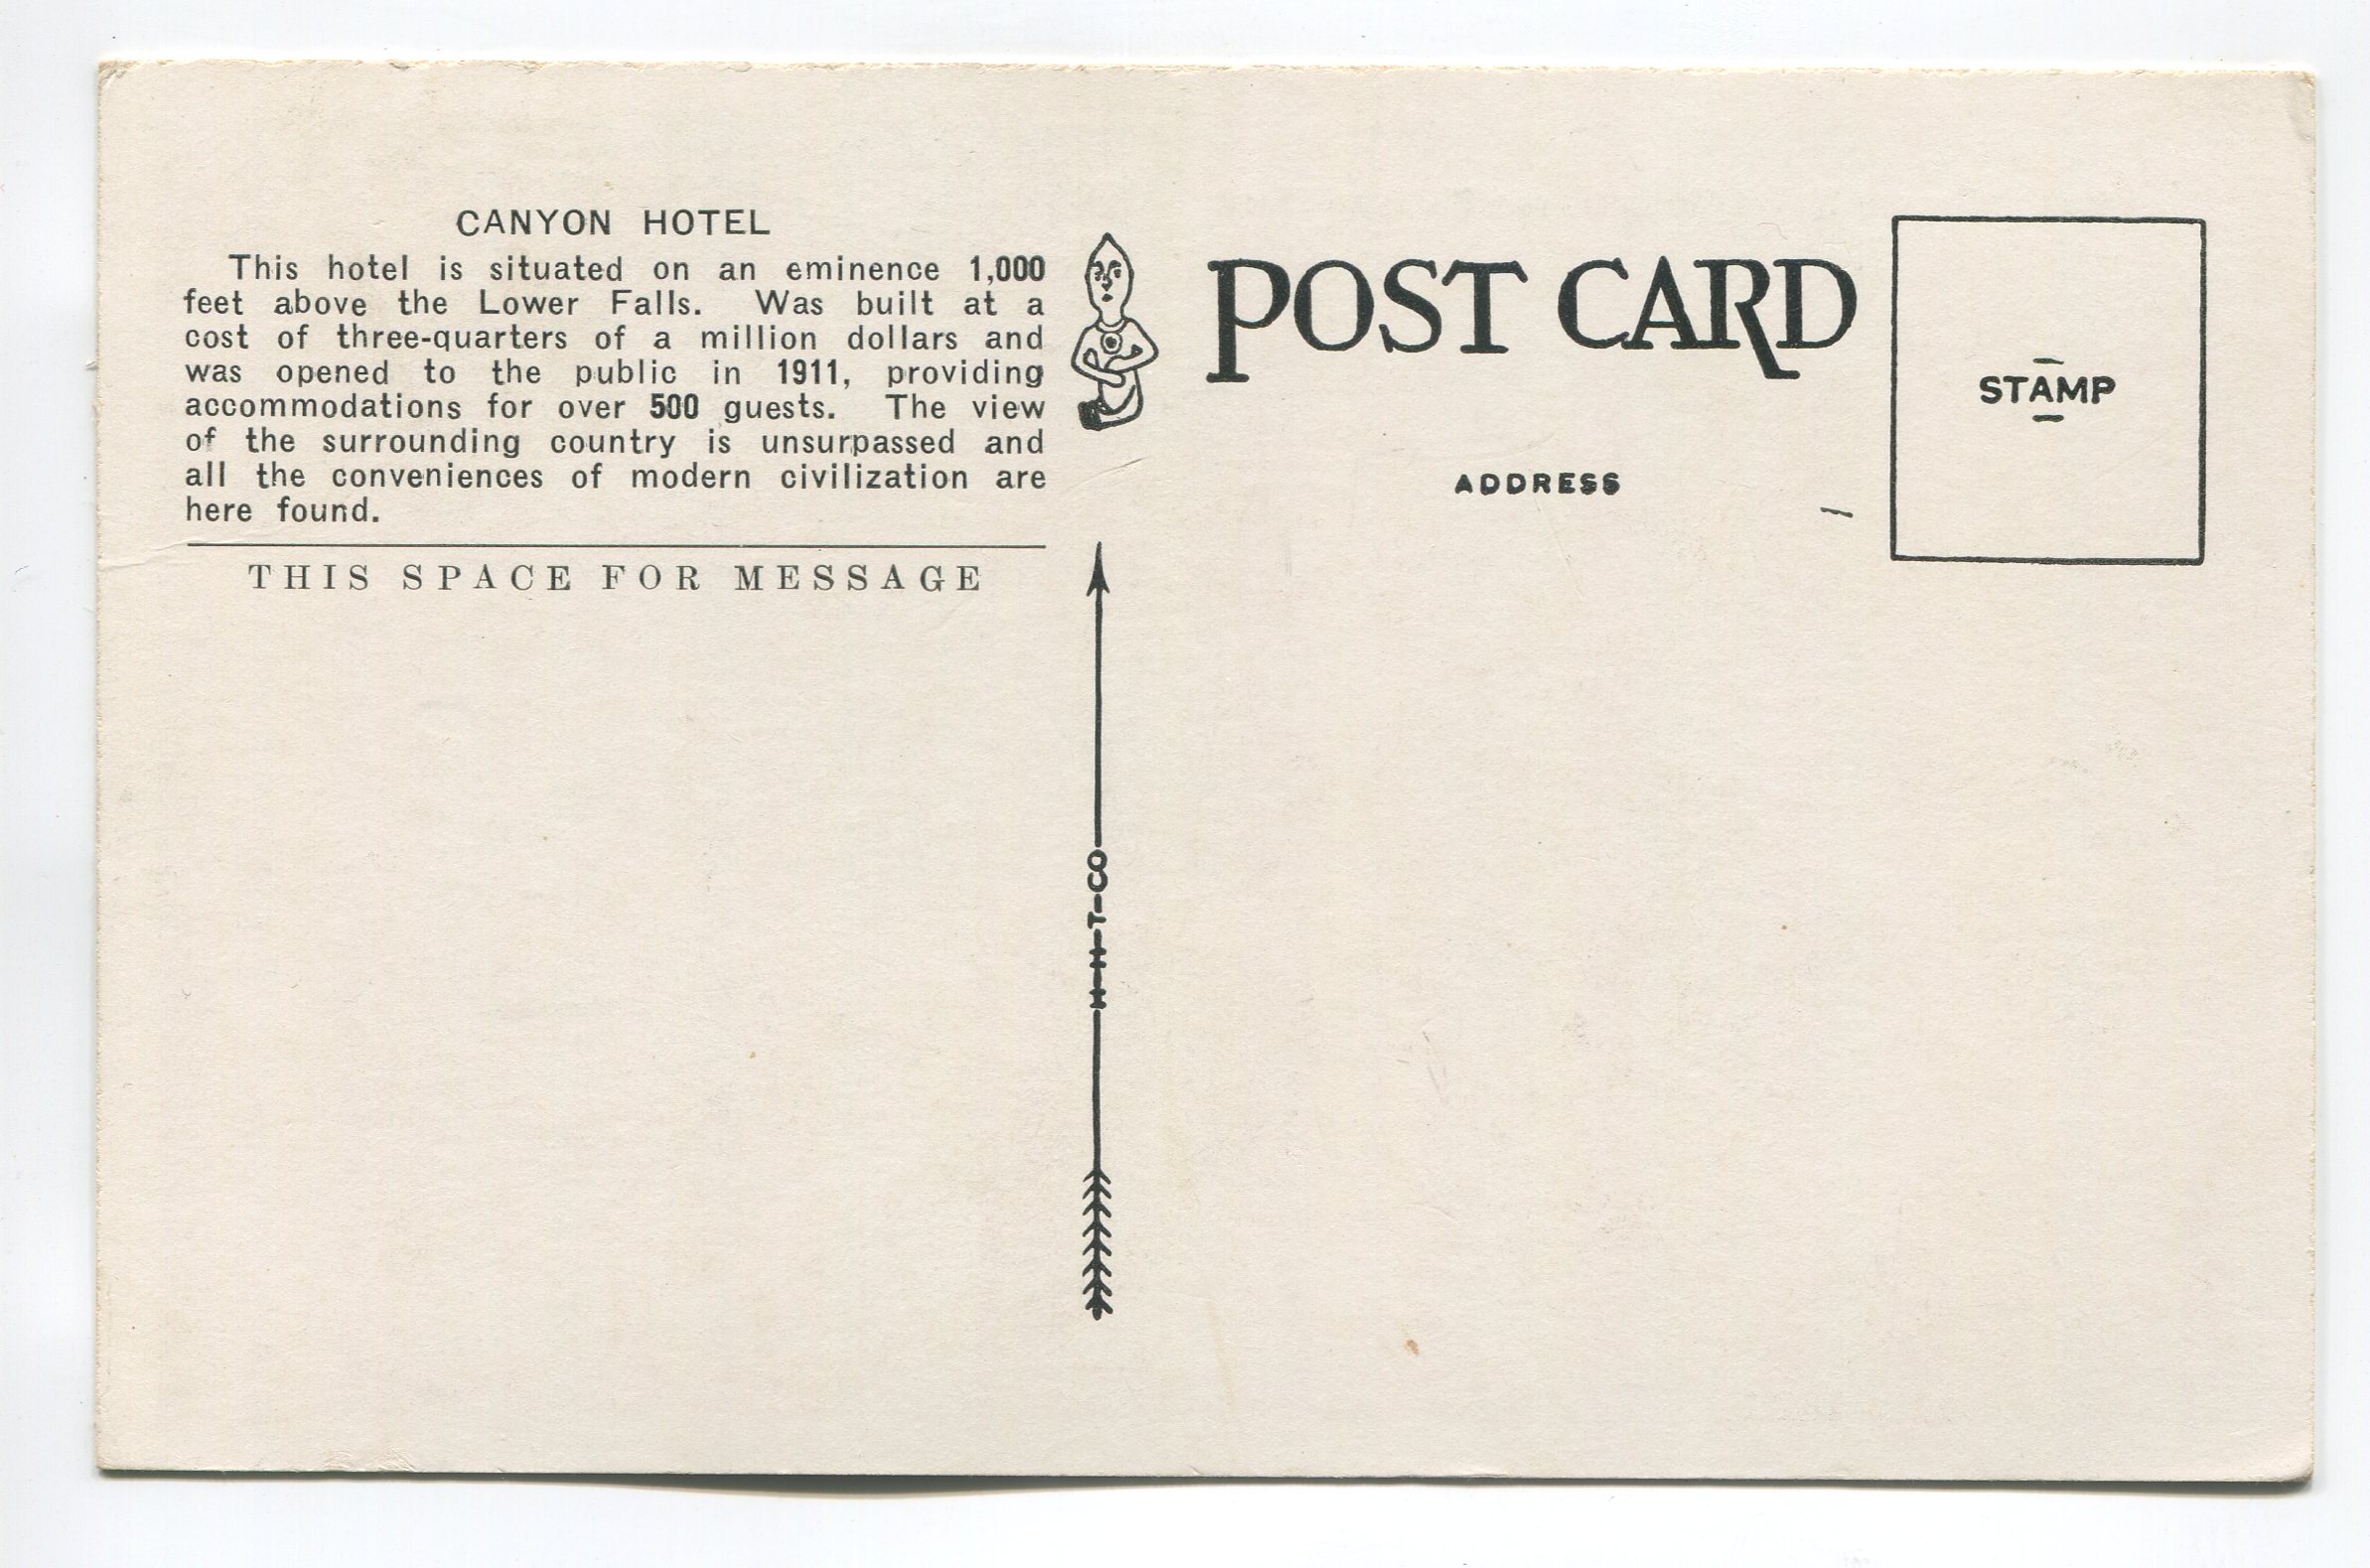 CANYON HOTEL
This hotel is situated on an eminence 1,000
feet above the Lower Falls. Was built at a
cost of three-quarters of a million dollars and
was opened to the public in 1911, providing
accommodations for over 500 guests. The view
of the surrounding country is unsurpassed and
all the conveniences of modern civilization are
here found.
THIS SPACE FOR MESSAGE
H-H-T-CO
POST CARD
ADDRESS
STAMP